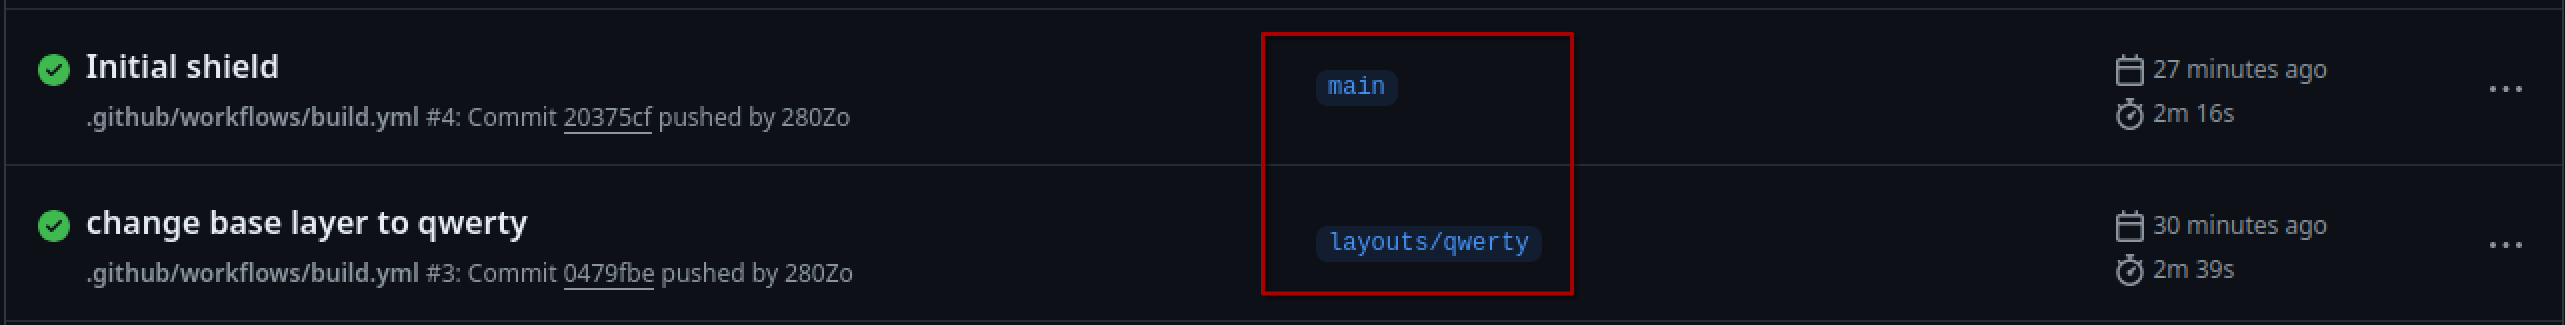 Initial shield
main
27 minutes ago
.github/workflows/build.yml #4: Commit 20375cf pushed by 280Zo
2m 16s
change base layer to qwerty
layouts/qwerty
30 minutes ago
.github/workflows/build.yml #3: Commit 0479fbe pushed by 280Zo
2m 39s